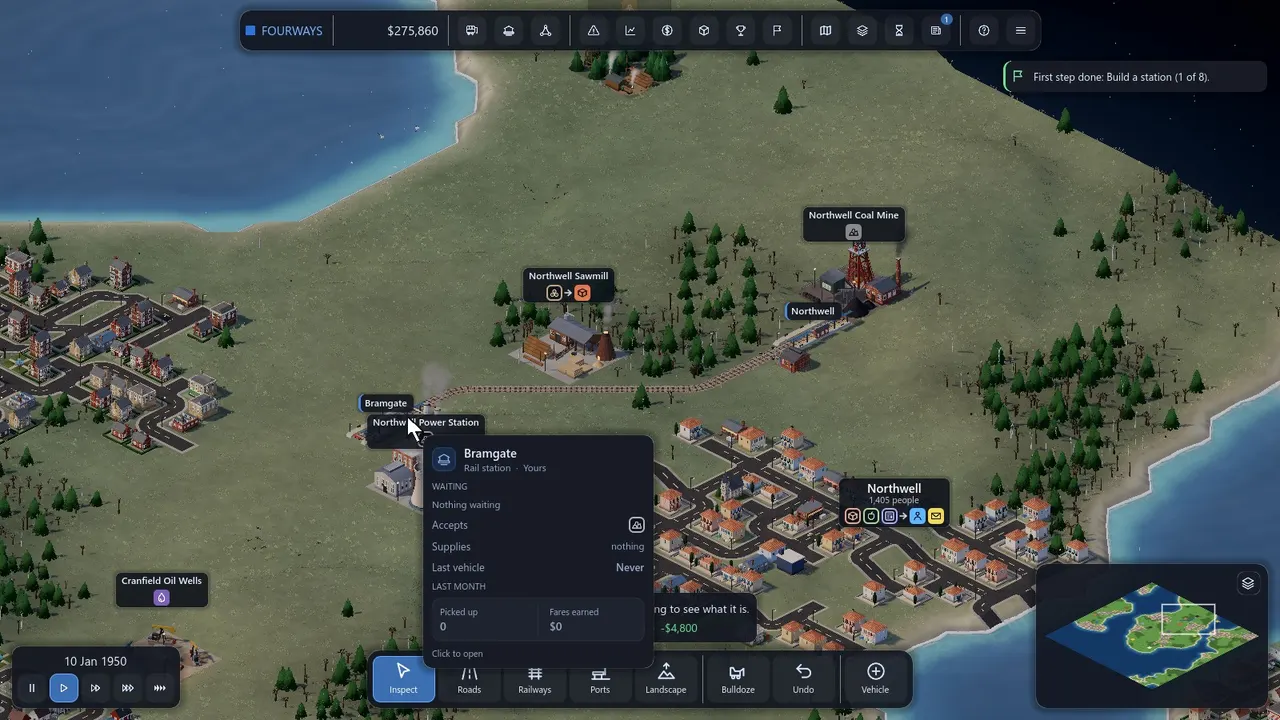 FOURWAYS
$275,860
1
First step done: Build a station (1 of 8).
Northwell Coal Mine
Northwell Sawmill
Northwell
Bramgate
Northwell Power Station
Bramgate
Rail station · Yours
WAITING
Nothing waiting
Accepts
Supplies nothing
Last vehicle Never
LAST MONTH
Picked up Fares earned
0 $0
Click to open
Northwell
1,405 people
Cranfield Oil Wells
ng to see what it is.
-$4,800
10 Jan 1950
Inspect Roads Railways Ports Landscape Bulldoze Undo Vehicle